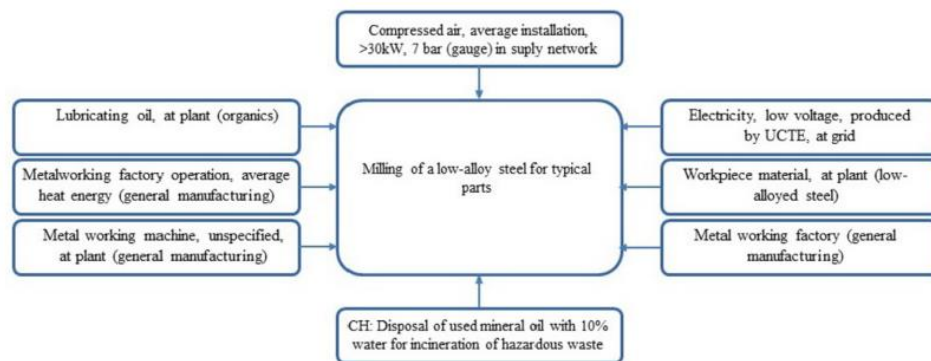 Compressed air, average installation,
>30kW, 7 bar (gauge) in suply network
Lubricating oil, at plant (organics)
Metalworking factory operation, average
heat energy (general manufacturing)
Metal working machine, unspecified,
at plant (general manufacturing)
Milling of a low-alloy steel for typical
parts
Electricity, low voltage, produced
by UCTE, at grid
Workpiece material, at plant (low-
alloyed steel)
Metal working factory (general
manufacturing)
CH: Disposal of used mineral oil with 10%
water for incineration of hazardous waste